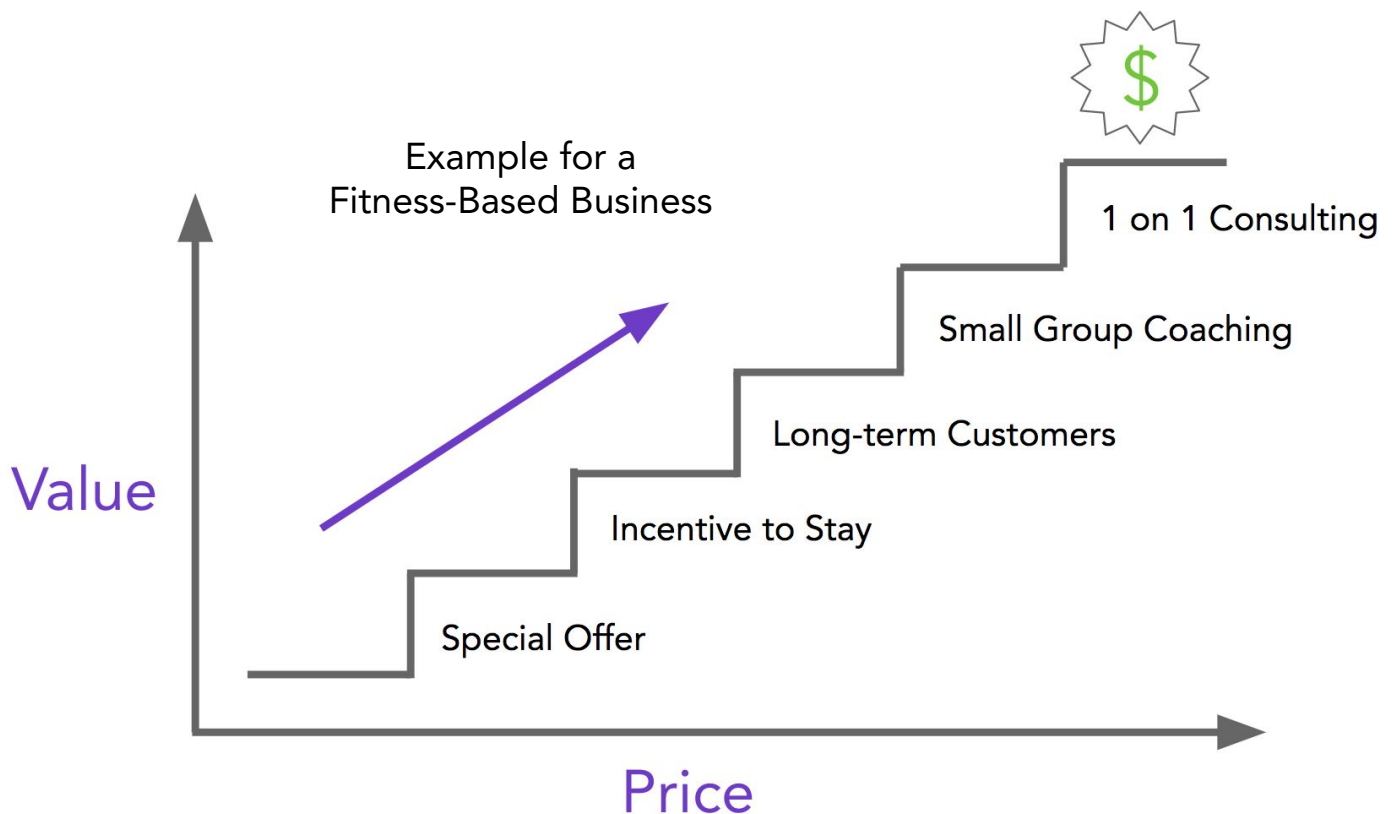 $
Example for a
Fitness-Based Business
1 on 1 Consulting
Small Group Coaching
Long-term Customers
Value
Incentive to Stay
Special Offer
Price